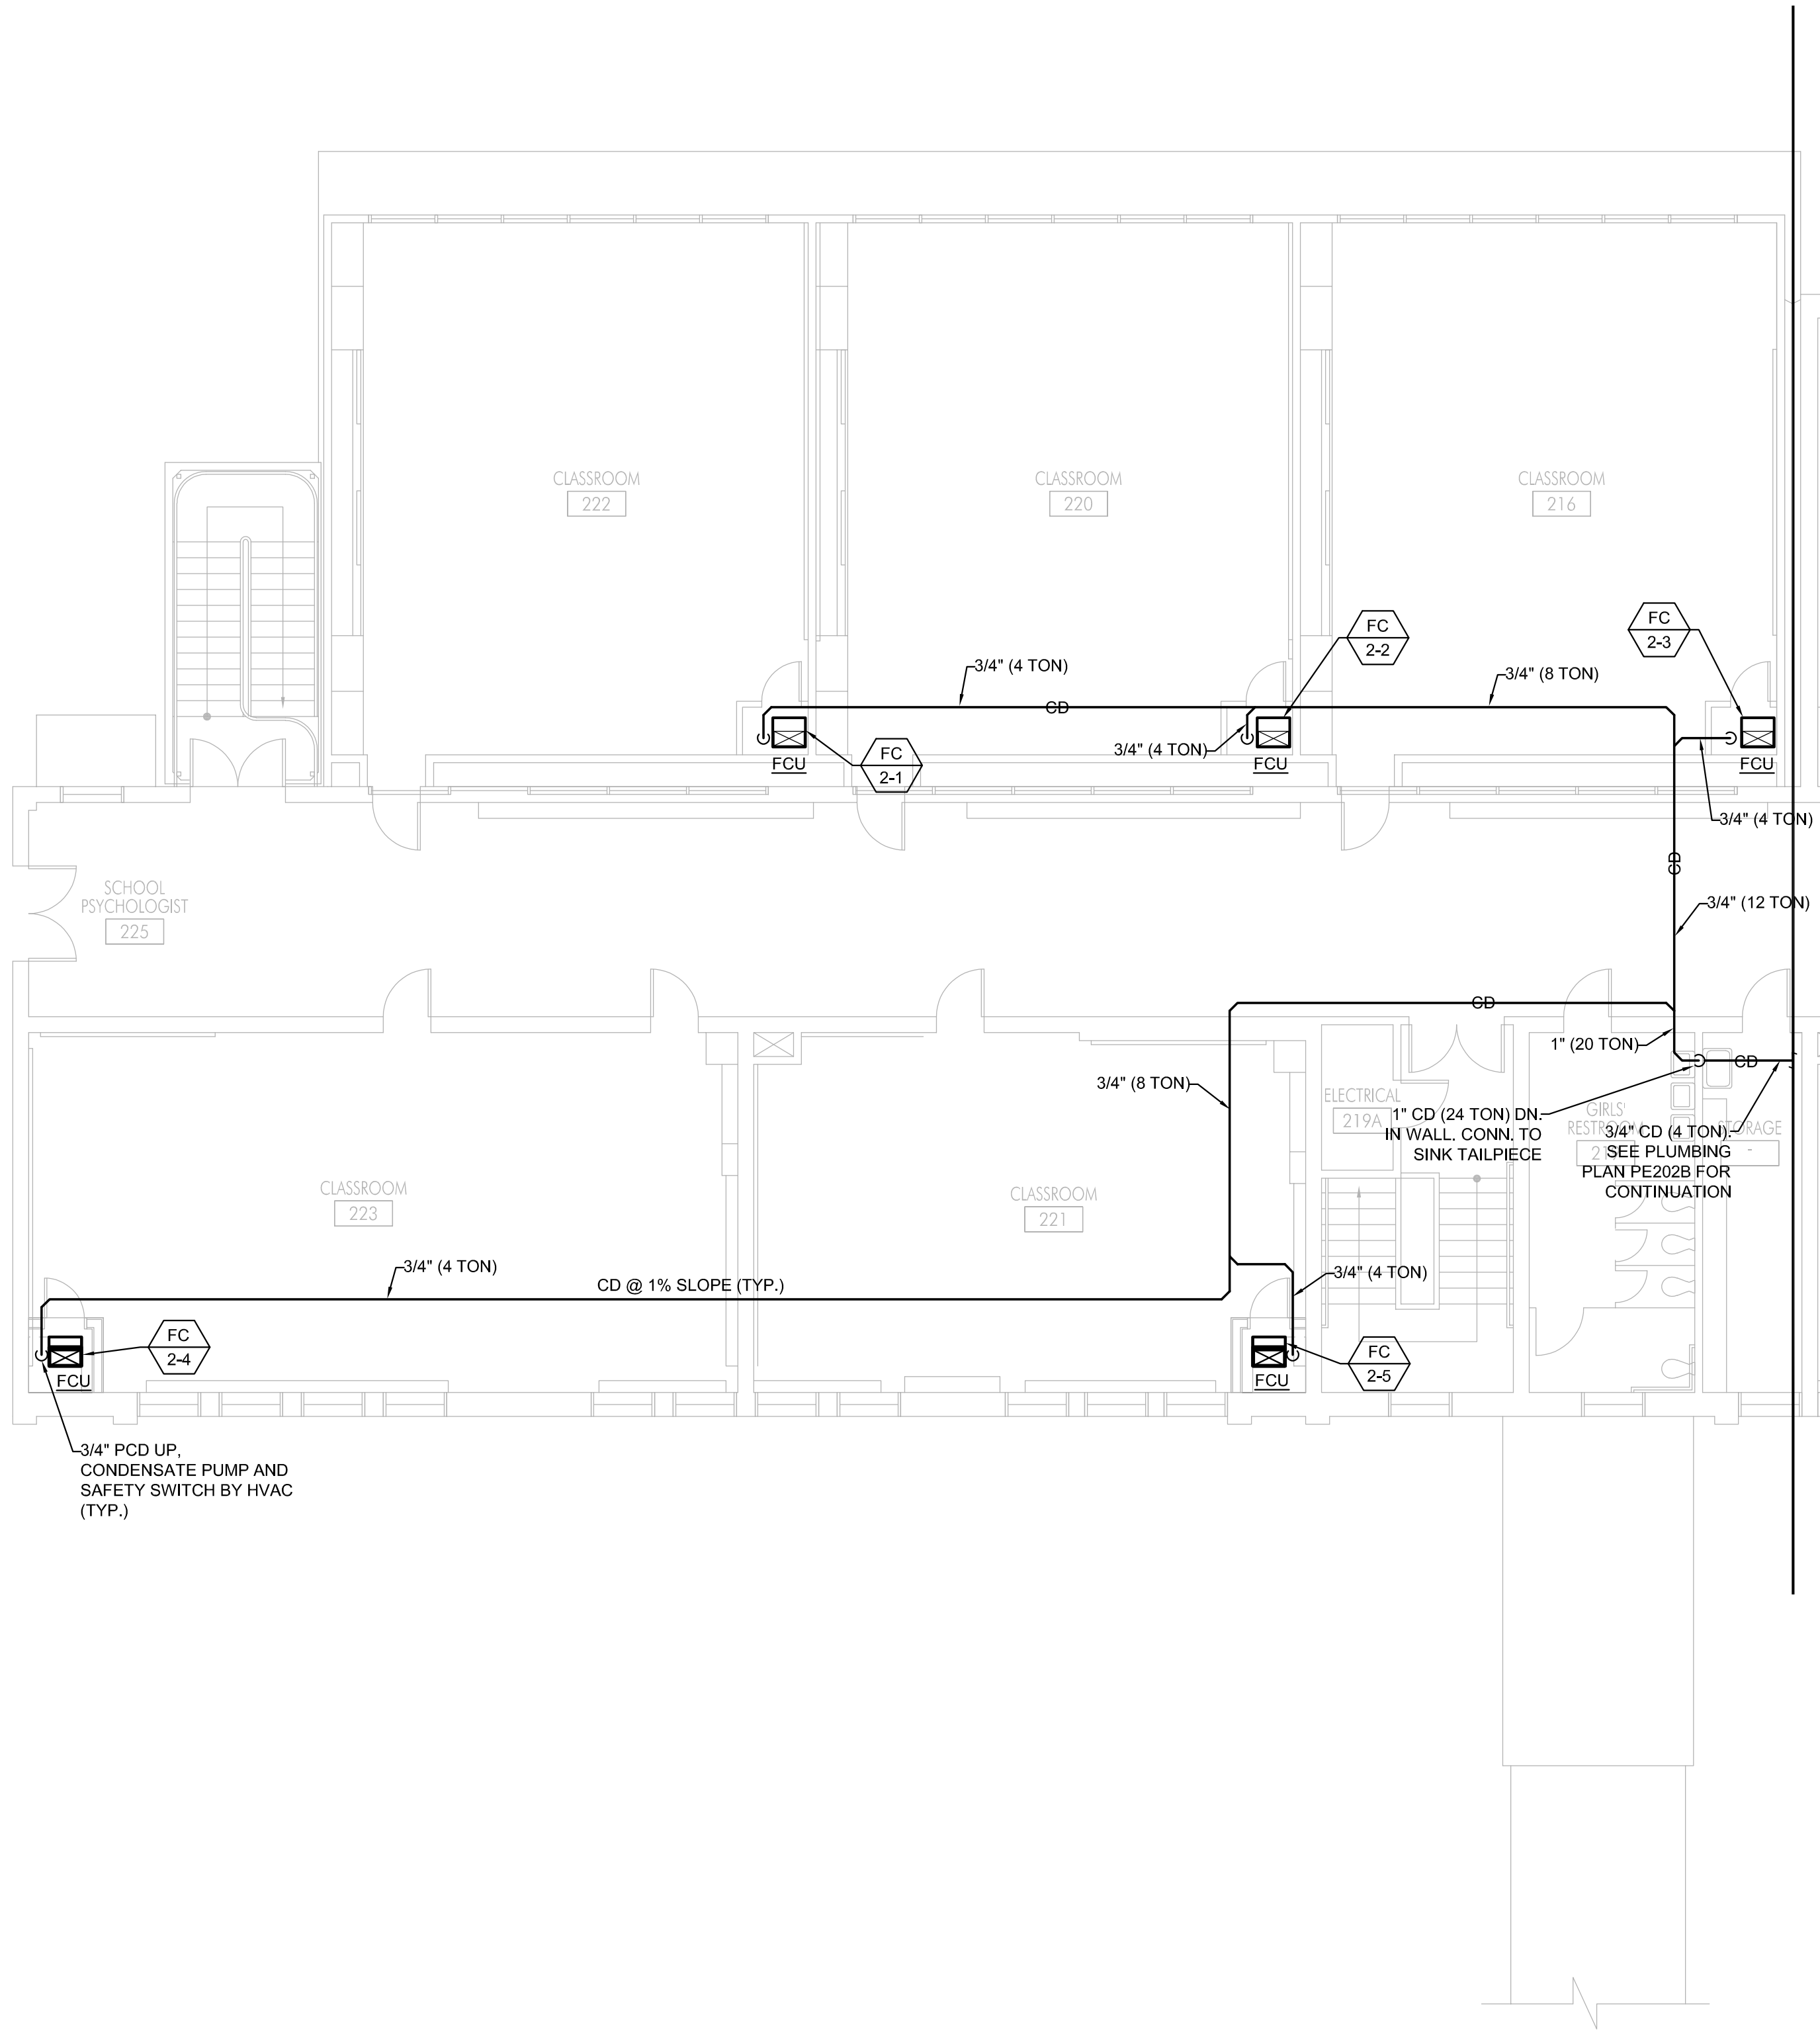 CLASSROOM
222
CLASSROOM
220
CLASSROOM
216
FC
2-2
FC
2-3
3/4" (4 TON)
3/4" (8 TON)
CD
3/4" (4 TON)
FC
2-1
FCU
FCU
FCU
3/4" (4 TON)
CD
SCHOOL
PSYCHOLOGIST
225
3/4" (12 TON)
CD
1" (20 TON)
CD
3/4" (8 TON)
ELECTRICAL
219A
1" CD (24 TON) DN.
IN WALL. CONN. TO
SINK TAILPIECE
GIRLS'
RESTROOM
STORAGE
-
3/4" CD (4 TON).
SEE PLUMBING
PLAN PE202B FOR
CONTINUATION
CLASSROOM
223
CLASSROOM
221
3/4" (4 TON)
CD @ 1% SLOPE (TYP.)
3/4" (4 TON)
FC
2-4
FCU
FC
2-5
FCU
3/4" PCD UP,
CONDENSATE PUMP AND
SAFETY SWITCH BY HVAC
(TYP.)